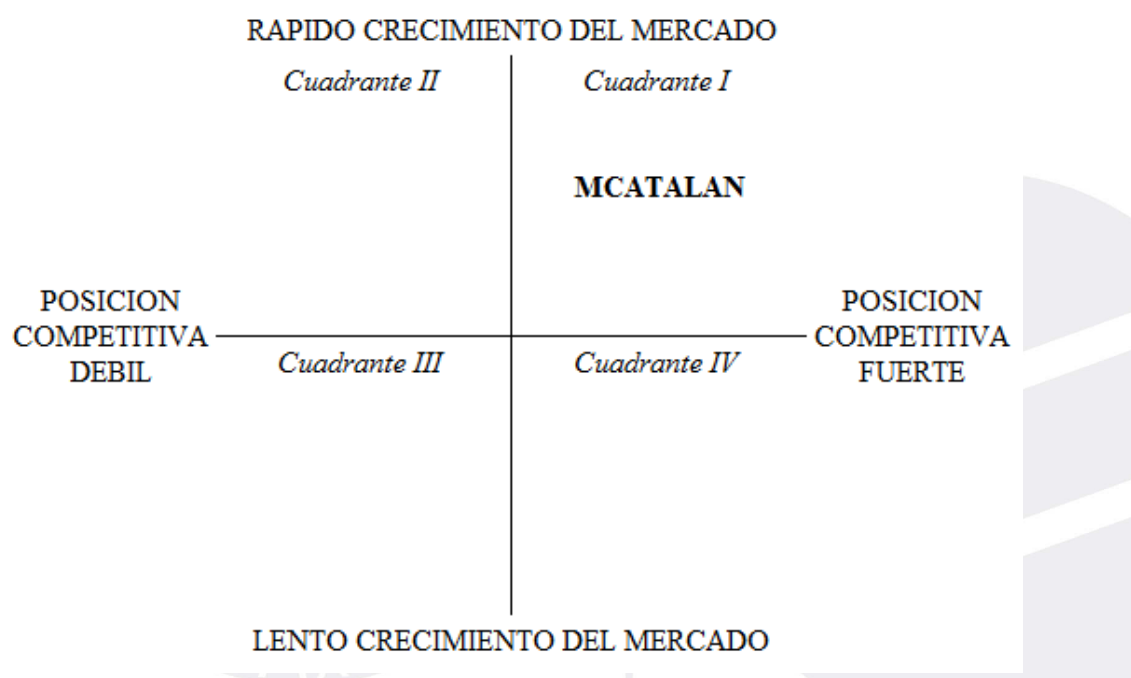 RAPIDO CRECIMIENTO DEL MERCADO
Cuadrante II
Cuadrante I
MCATALAN
POSICION
COMPETITIVA
DEBIL
POSICION
COMPETITIVA
FUERTE
Cuadrante III
Cuadrante IV
LENTO CRECIMIENTO DEL MERCADO